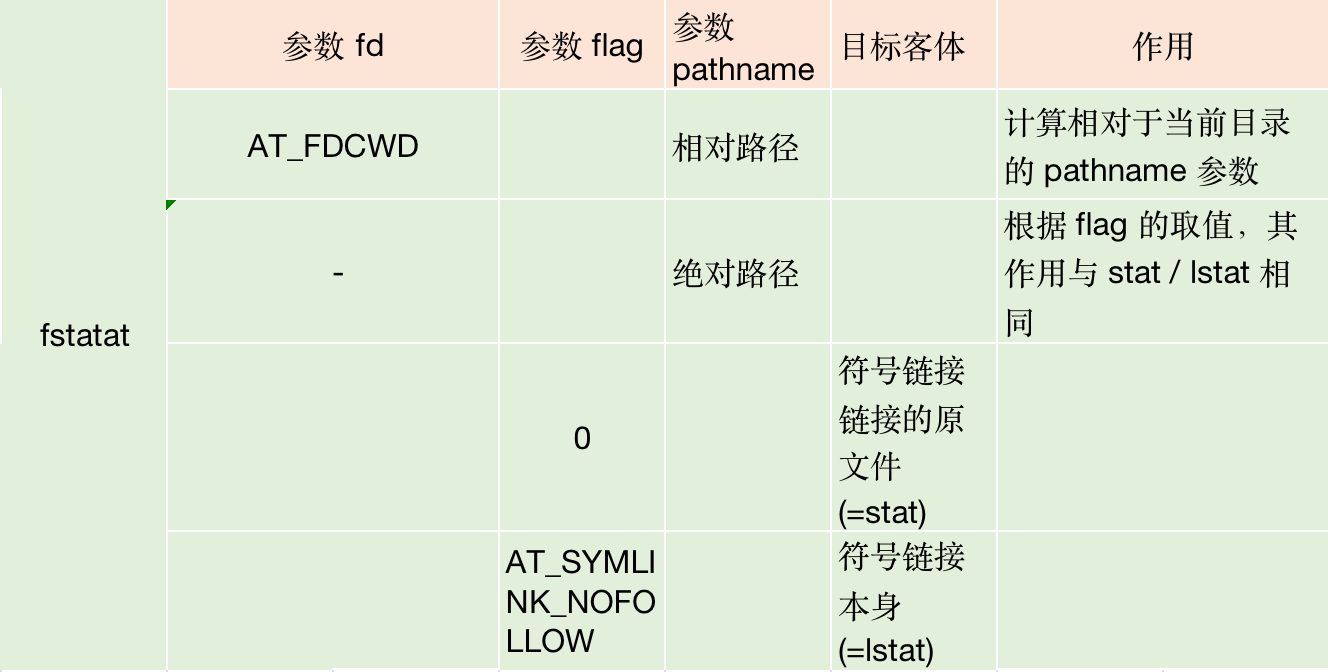 参数 fd
参数 flag
参数
pathname
目标客体
作用
fstatat
AT_FDCWD
相对路径
计算相对于当前目录
的 pathname 参数
-
绝对路径
根据 flag 的取值，其
作用与 stat / lstat 相
同
0
符号链接
链接的原
文件
(=stat)
AT_SYMLI
NK_NOFO
LLOW
符号链接
本身
(=lstat)